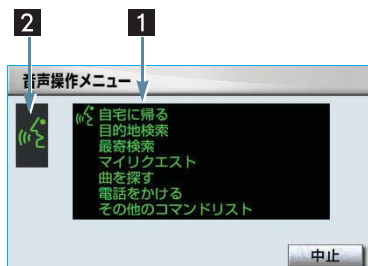 2 1
音声操作メニュー
自宅に帰る
目的地検索
最寄検索
マイリクエスト
曲を探す
電話をかける
その他のコマンドリスト
中止